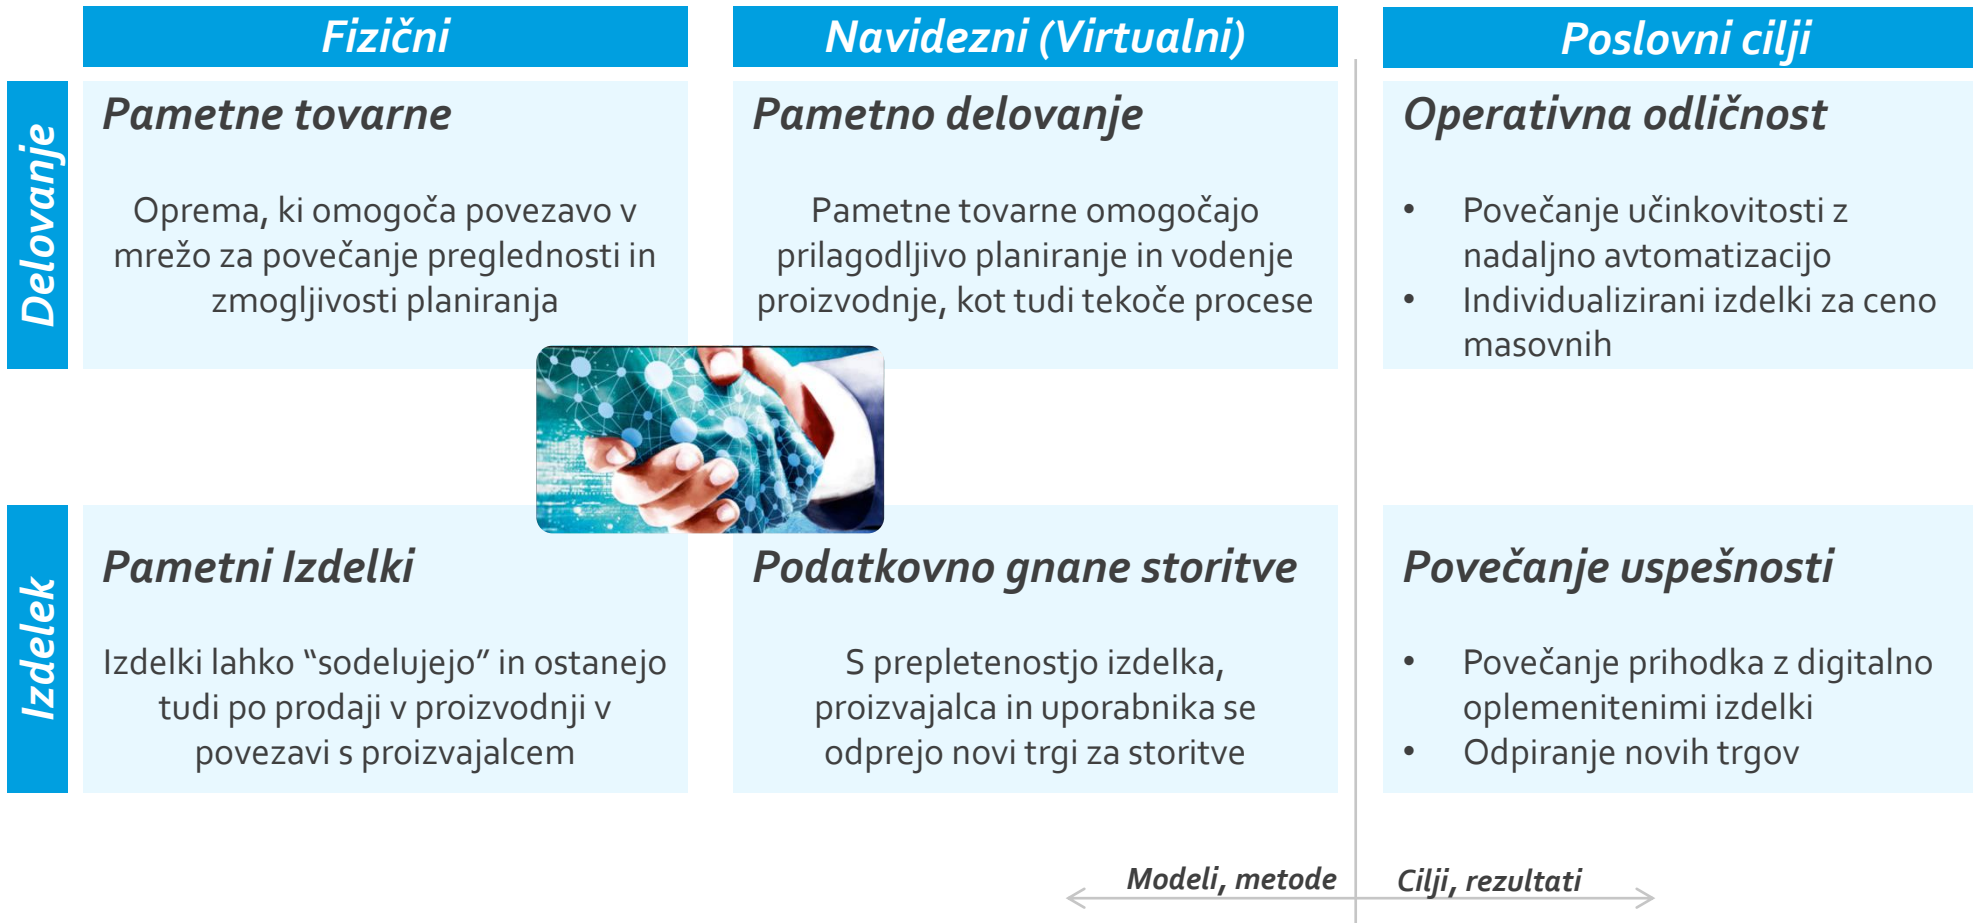 Fizični
Navidezni (Virtualni)
Poslovni cilji
Delovanje
Pametne tovarne
Oprema, ki omogoča povezavo v
mrežo za povečanje preglednosti in
zmogljivosti planiranja
Pametno delovanje
Pametne tovarne omogočajo
prilagodljivo planiranje in vodenje
proizvodnje, kot tudi tekoče procese
Operativna odličnost
• Povečanje učinkovitosti z
nadaljno avtomatizacijo
• Individualizirani izdelki za ceno
masovnih
Izdelek
Pametni Izdelki
Izdelki lahko “sodelujejo” in ostanejo
tudi po prodaji v proizvodnji v
povezavi s proizvajalcem
Podatkovno gnane storitve
S prepletenostjo izdelka,
proizvajalca in uporabnika se
odprejo novi trgi za storitve
Povečanje uspešnosti
• Povečanje prihodka z digitalno
oplemenitenimi izdelki
• Odpiranje novih trgov
Modeli, metode
Cilji, rezultati